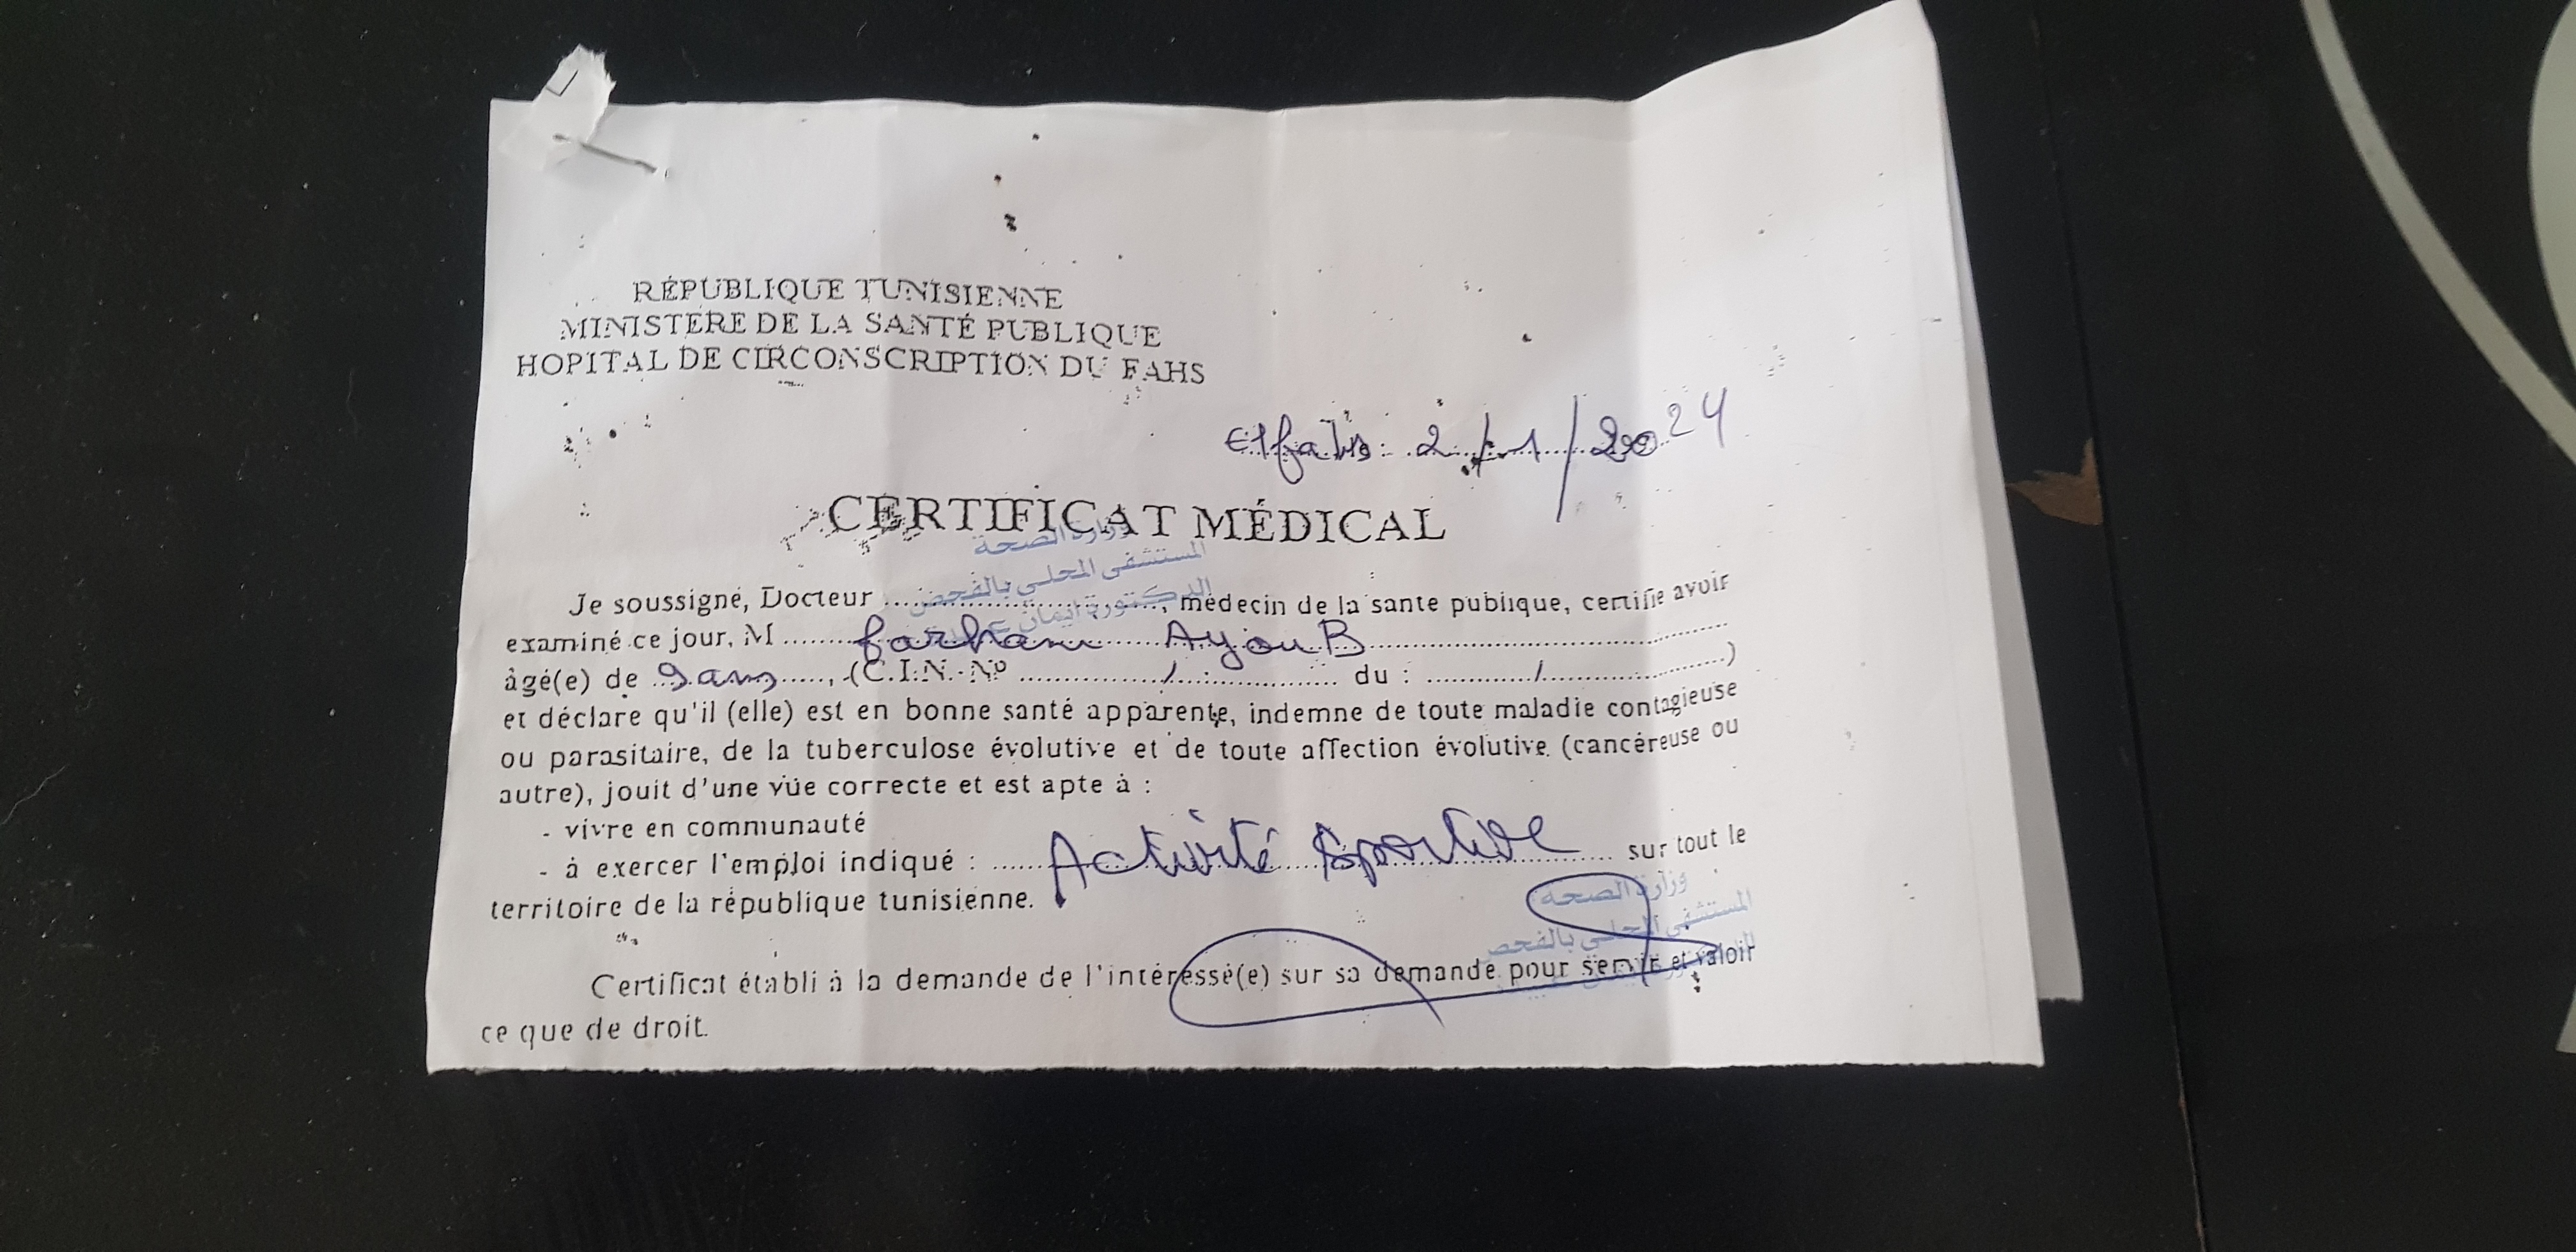 RÉPUBLIQUE TUNISIENNE
MINISTERE DE LA SANTÉ PUBLIQUE
HOPITAL DE CIRCONSCRIPTION DU FAHS
Elfahs: 2/1/2024
CERTIFICAT MÉDICAL
وزارة الصحة
المستشفى المحلي بالفحص
الدكتورة ايمان
Je soussigné, Docteur ........................, médecin de la sante publique, certifie avoir
examiné ce jour, M ........ farhani AyouB ........................
âgé(e) de 9 ans ....., (C.I.N. Nº ............/............ du : ............/............)
et déclare qu'il (elle) est en bonne santé apparente, indemne de toute maladie contagieuse
ou parasitaire, de la tuberculose évolutive et de toute affection évolutive (cancéreuse ou
autre), jouit d'une vüe correcte et est apte à :
- vivre en communauté
- à exercer l'emploi indiqué : ...... Activité Sportive ...... sur tout le
territoire de la république tunisienne.
وزارة الصحة
المستشفى المحلي بالفحص
Certificat établi à la demande de l'intéressé(e) sur sa demande pour servir et valoir
ce que de droit.